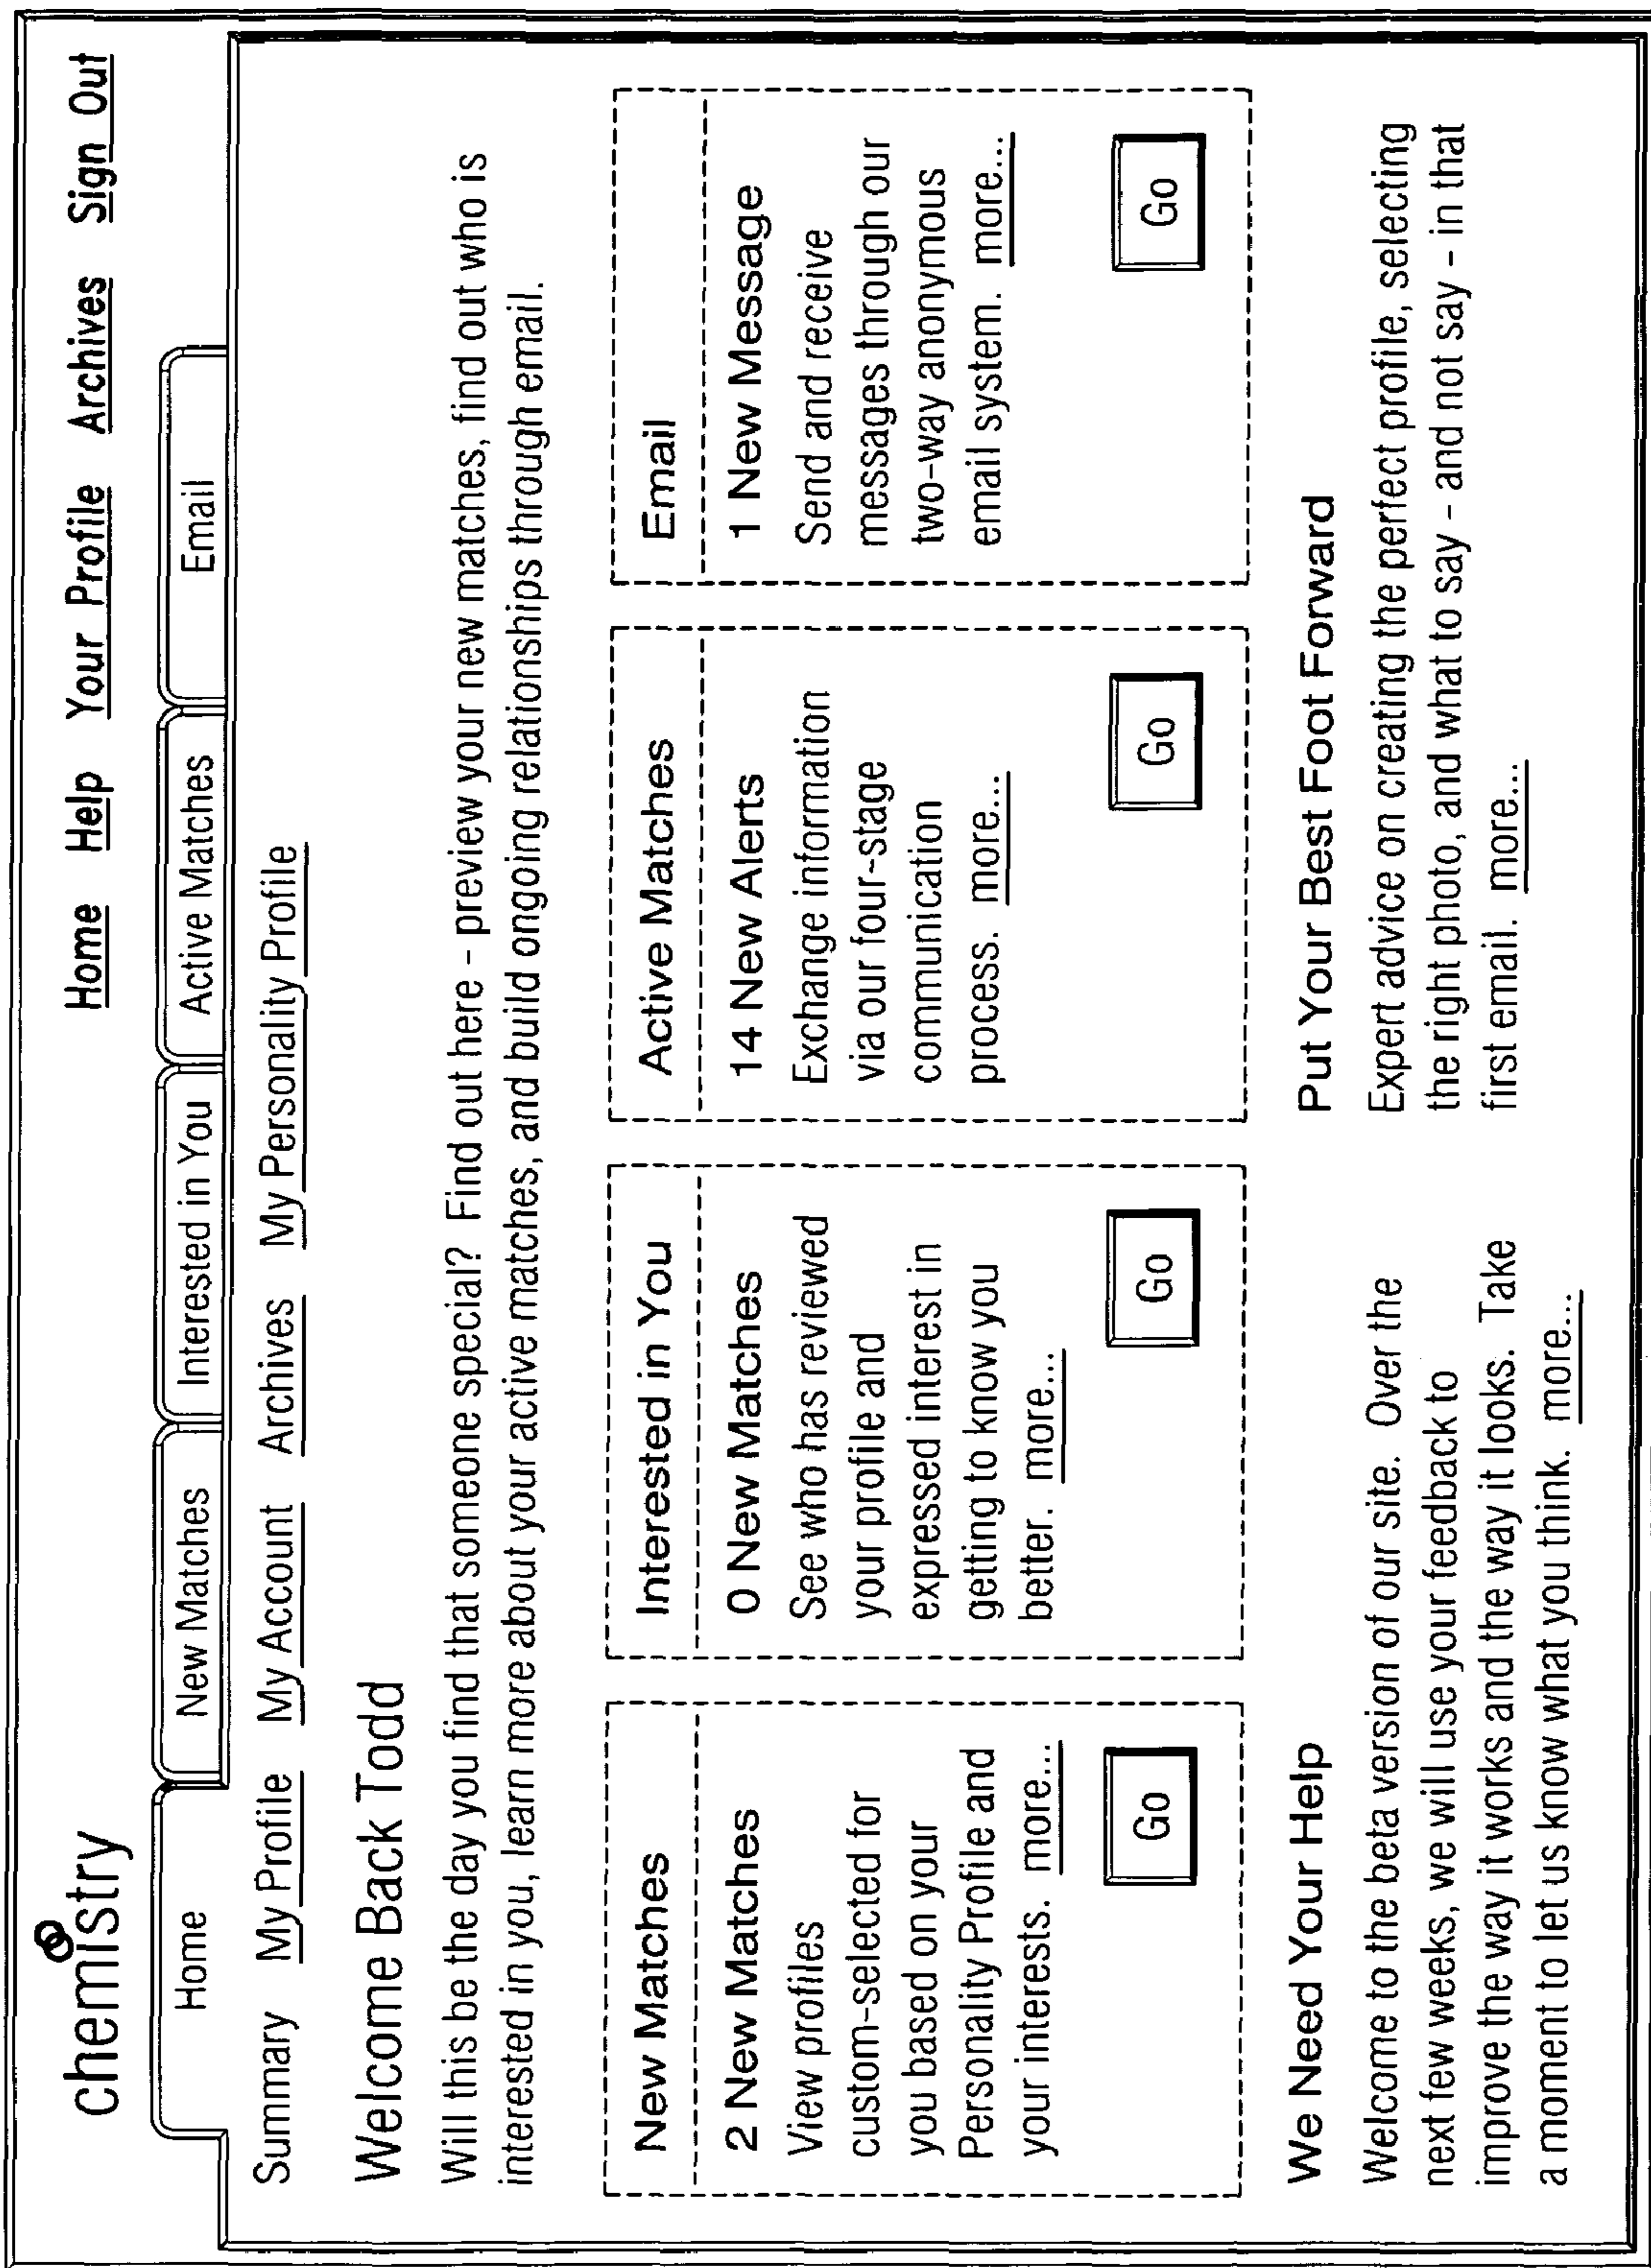 chemistry
Home Help Your Profile Archives Sign Out
Home New Matches Interested in You Active Matches Email
Summary My Profile My Account Archives My Personality Profile
Welcome Back Todd
Will this be the day you find that someone special? Find out here - preview your new matches, find out who is
interested in you, learn more about your active matches, and build ongoing relationships through email.
New Matches
2 New Matches
View profiles
custom-selected for
you based on your
Personality Profile and
your interests. more...
Go
Interested in You
0 New Matches
See who has reviewed
your profile and
expressed interest in
getting to know you
better. more...
Go
Active Matches
14 New Alerts
Exchange information
via our four-stage
communication
process. more...
Go
Email
1 New Message
Send and receive
messages through our
two-way anonymous
email system. more...
Go
We Need Your Help
Welcome to the beta version of our site. Over the
next few weeks, we will use your feedback to
improve the way it works and the way it looks. Take
a moment to let us know what you think. more...
Put Your Best Foot Forward
Expert advice on creating the perfect profile, selecting
the right photo, and what to say - and not say - in that
first email. more...